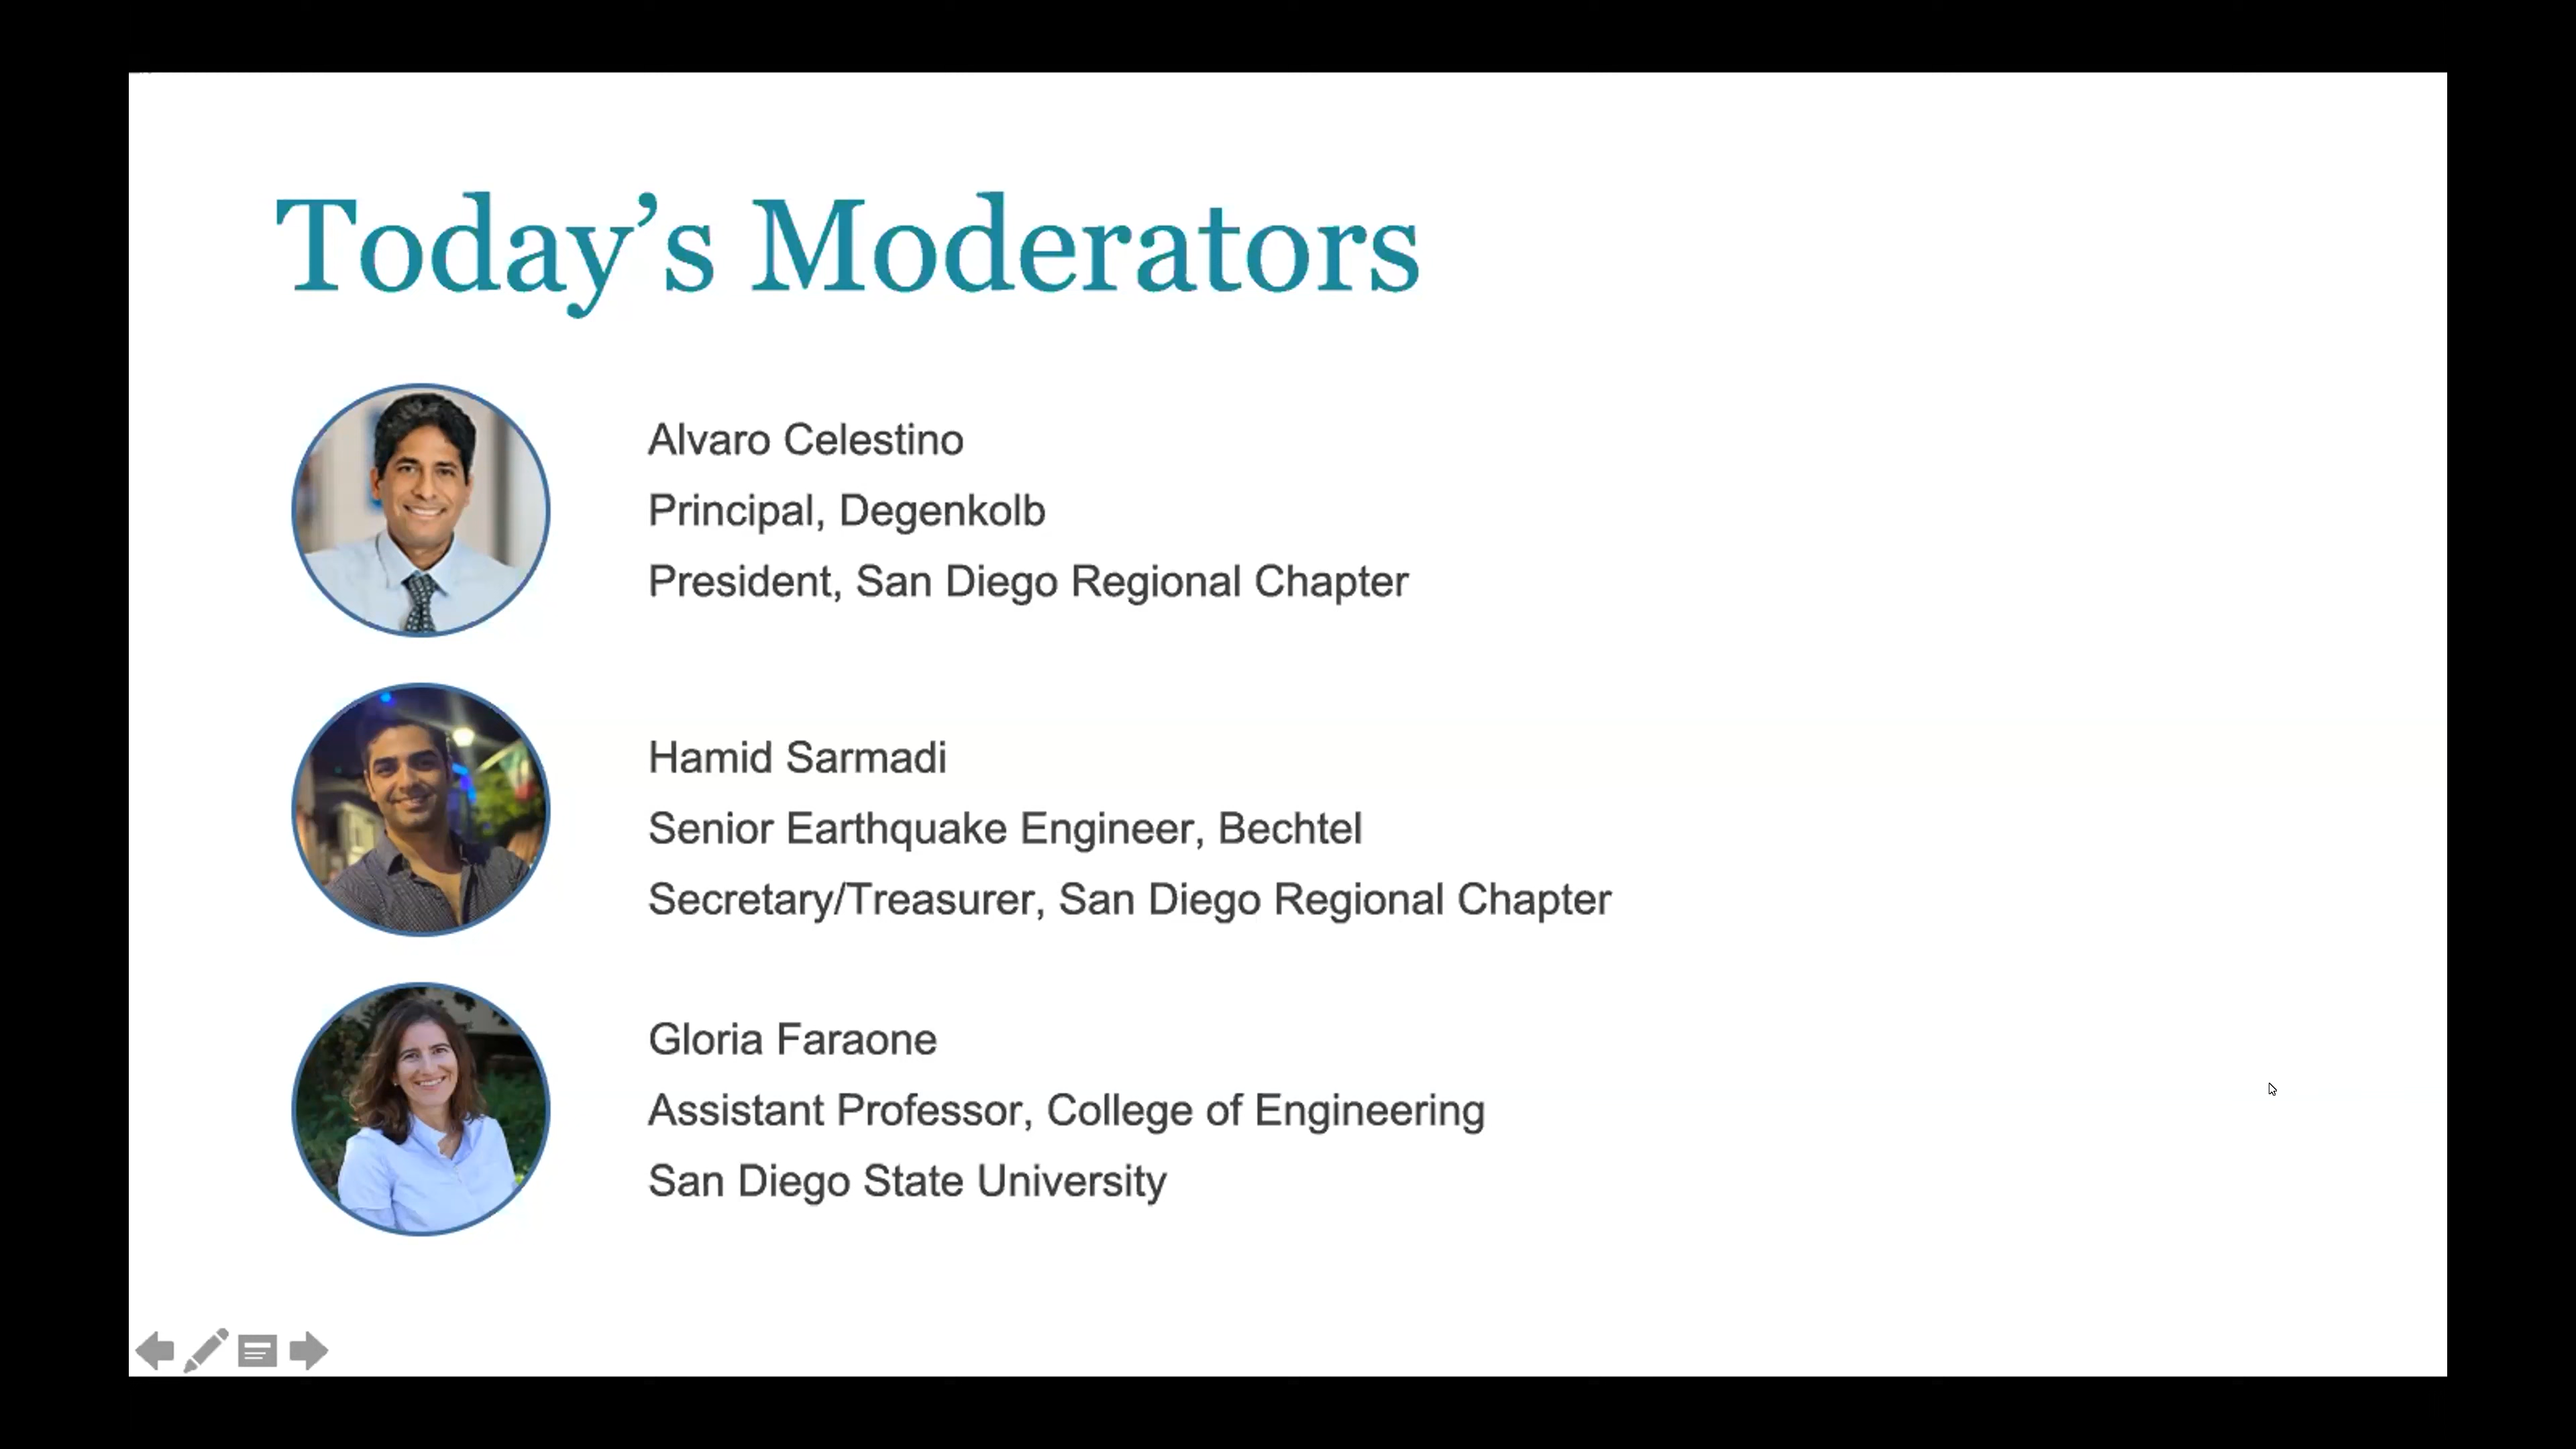 Today’s Moderators
Alvaro Celestino
Principal, Degenkolb
President, San Diego Regional Chapter
Hamid Sarmadi
Senior Earthquake Engineer, Bechtel
Secretary/Treasurer, San Diego Regional Chapter
Gloria Faraone
Assistant Professor, College of Engineering
San Diego State University